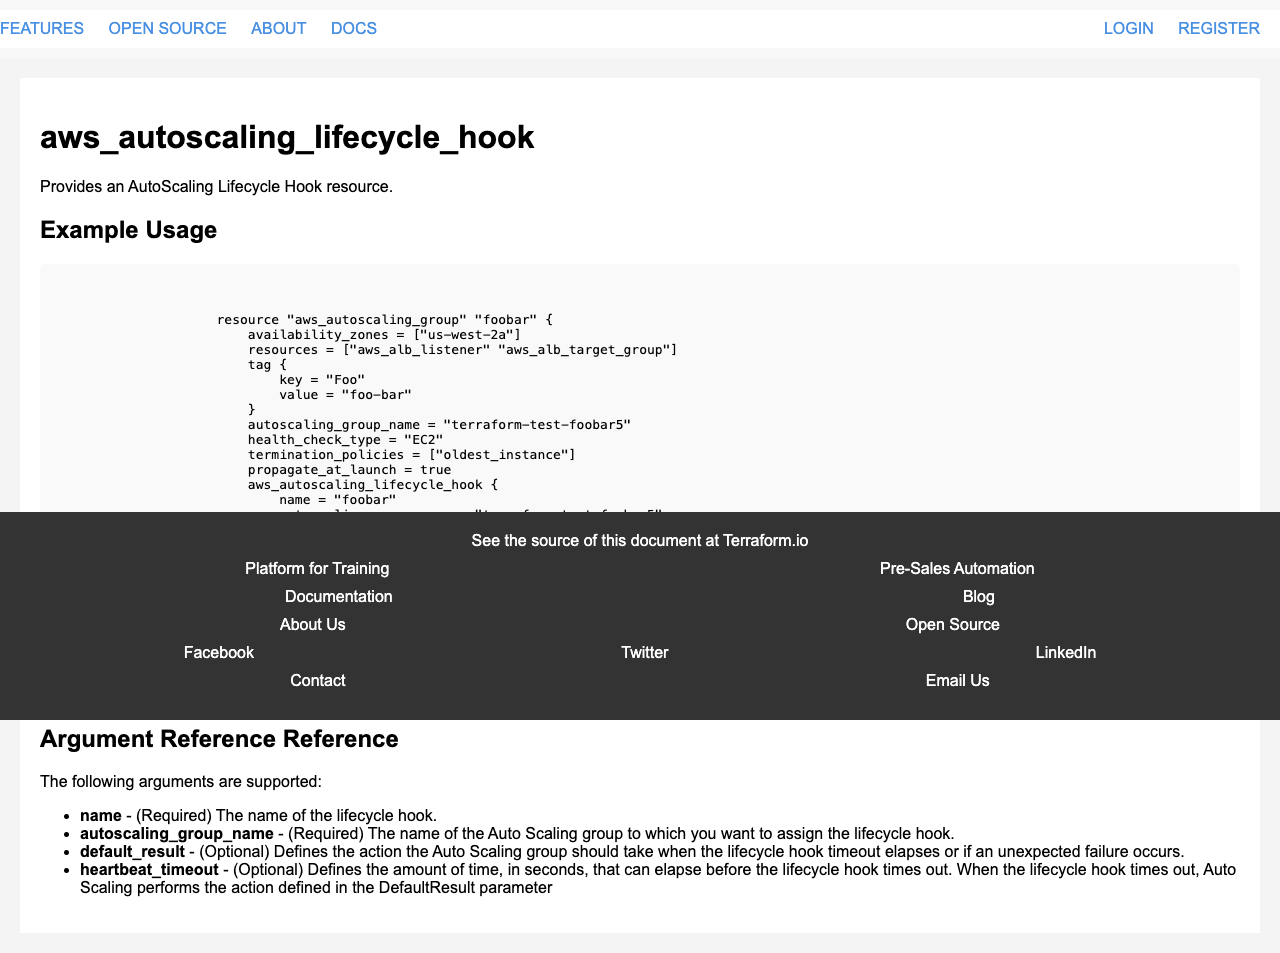 FEATURES OPEN SOURCE ABOUT DOCS LOGIN REGISTER
aws_autoscaling_lifecycle_hook
Provides an AutoScaling Lifecycle Hook resource.
Example Usage
resource "aws_autoscaling_group" "foobar" {
availability_zones = ["us-west-2a"]
resources = ["aws_alb_listener" "aws_alb_target_group"]
tag {
key = "Foo"
value = "foo-bar"
}
autoscaling_group_name = "terraform-test-foobar5"
health_check_type = "EC2"
termination_policies = ["oldest_instance"]
propagate_at_launch = true
aws_autoscaling_lifecycle_hook {
name = "foobar"
See the source of this document at Terraform.io
Platform for Training Pre-Sales Automation
Documentation Blog
About Us Open Source
Facebook Twitter LinkedIn
Contact Email Us
Argument Reference Reference
The following arguments are supported:
name - (Required) The name of the lifecycle hook.
autoscaling_group_name - (Required) The name of the Auto Scaling group to which you want to assign the lifecycle hook.
default_result - (Optional) Defines the action the Auto Scaling group should take when the lifecycle hook timeout elapses or if an unexpected failure occurs.
heartbeat_timeout - (Optional) Defines the amount of time, in seconds, that can elapse before the lifecycle hook times out. When the lifecycle hook times out, Auto
Scaling performs the action defined in the DefaultResult parameter